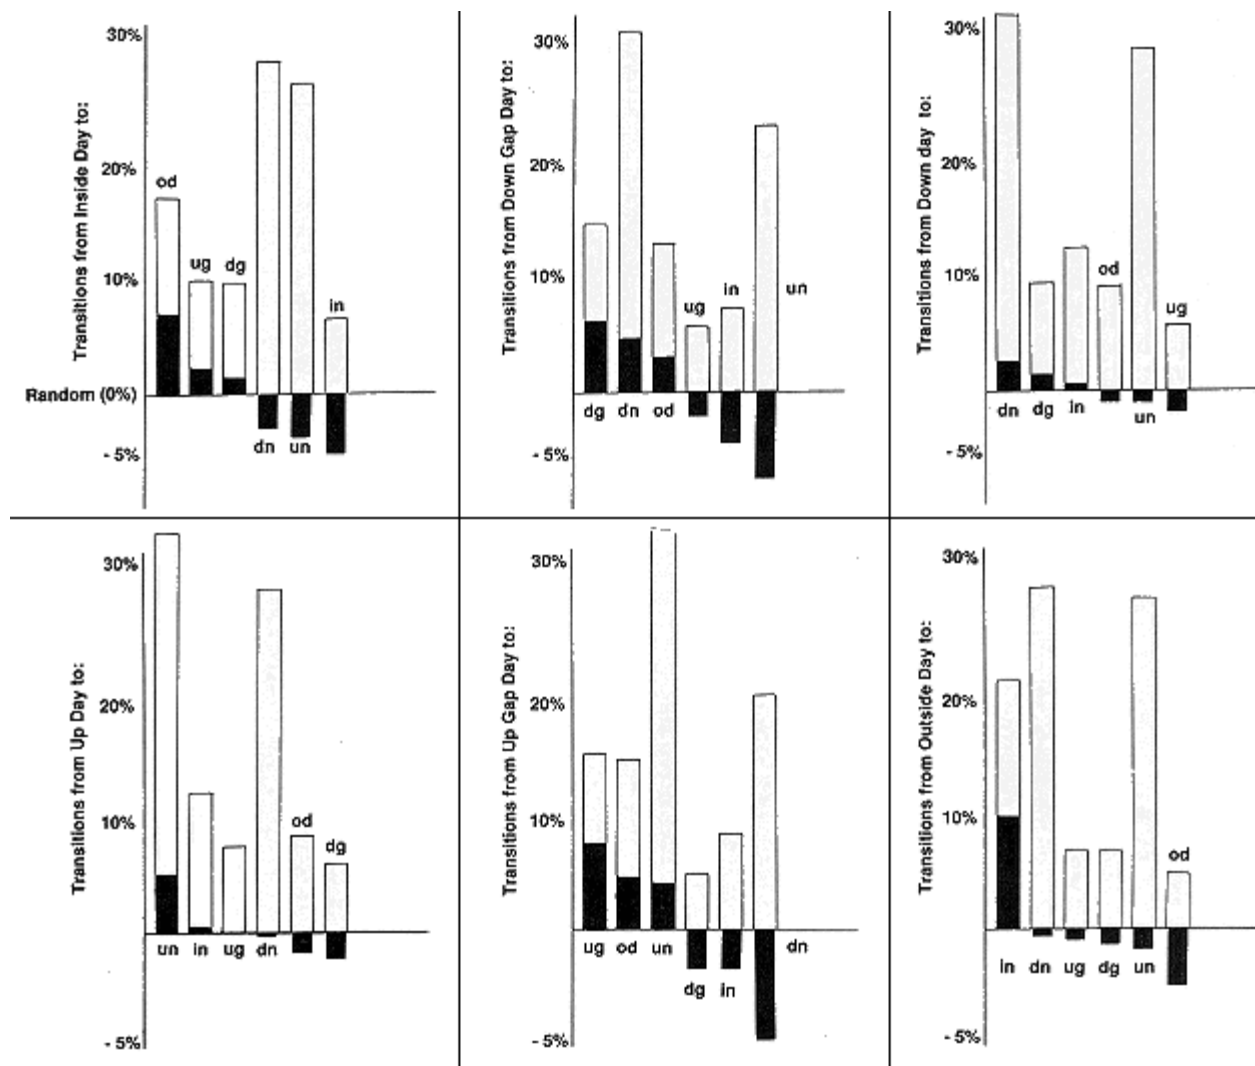 Transitions from Inside Day to:
30%
20%
10%
Random (0%)
- 5%
od
ug
dg
dn
un
in
Transitions from Down Gap Day to:
30%
20%
10%
- 5%
dg
dn
od
ug
in
un
Transitions from Down day to:
30%
20%
10%
- 5%
dn
dg
in
od
un
ug
Transitions from Up Day to:
30%
20%
10%
- 5%
un
in
ug
dn
od
dg
Transitions from Up Gap Day to:
30%
20%
10%
- 5%
ug
od
un
dg
in
dn
Transitions from Outside Day to:
30%
20%
10%
- 5%
in
dn
ug
dg
un
od